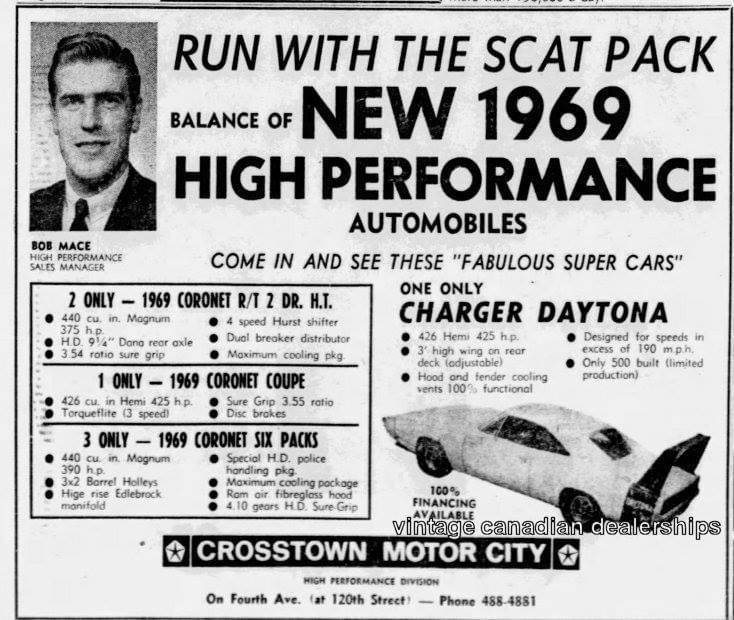 RUN WITH THE SCAT PACK
BALANCE OF NEW 1969
HIGH PERFORMANCE
AUTOMOBILES
BOB MACE
HIGH PERFORMANCE
SALES MANAGER
COME IN AND SEE THESE "FABULOUS SUPER CARS"
2 ONLY — 1969 CORONET R/T 2 DR. H.T.
440 cu. in. Magnum
375 h.p.
H.D. 9¼" Dana rear axle
3.54 ratio sure grip
4 speed Hurst shifter
Dual breaker distributor
Maximum cooling pkg.
1 ONLY — 1969 CORONET COUPE
426 cu. in Hemi 425 h.p.
Torqueflite (3 speed)
Sure Grip 3.55 ratio
Disc brakes
3 ONLY — 1969 CORONET SIX PACKS
440 cu. in. Magnum
390 h.p.
3x2 Barrel Holleys
Hige rise Edlebrock
manifold
Special H.D. police
handling pkg.
Maximum cooling package
Ram air fibreglass hood
4.10 gears H.D. Sure-Grip
ONE ONLY
CHARGER DAYTONA
426 Hemi 425 h.p.
3' high wing on rear
deck (adjustable)
Hood and fender cooling
vents 100% functional
Designed for speeds in
excess of 190 m.p.h.
Only 500 built (limited
production)
100%
FINANCING
AVAILABLE
vintage canadian dealerships
CROSSTOWN MOTOR CITY
HIGH PERFORMANCE DIVISION
On Fourth Ave. (at 120th Street) — Phone 488-4881